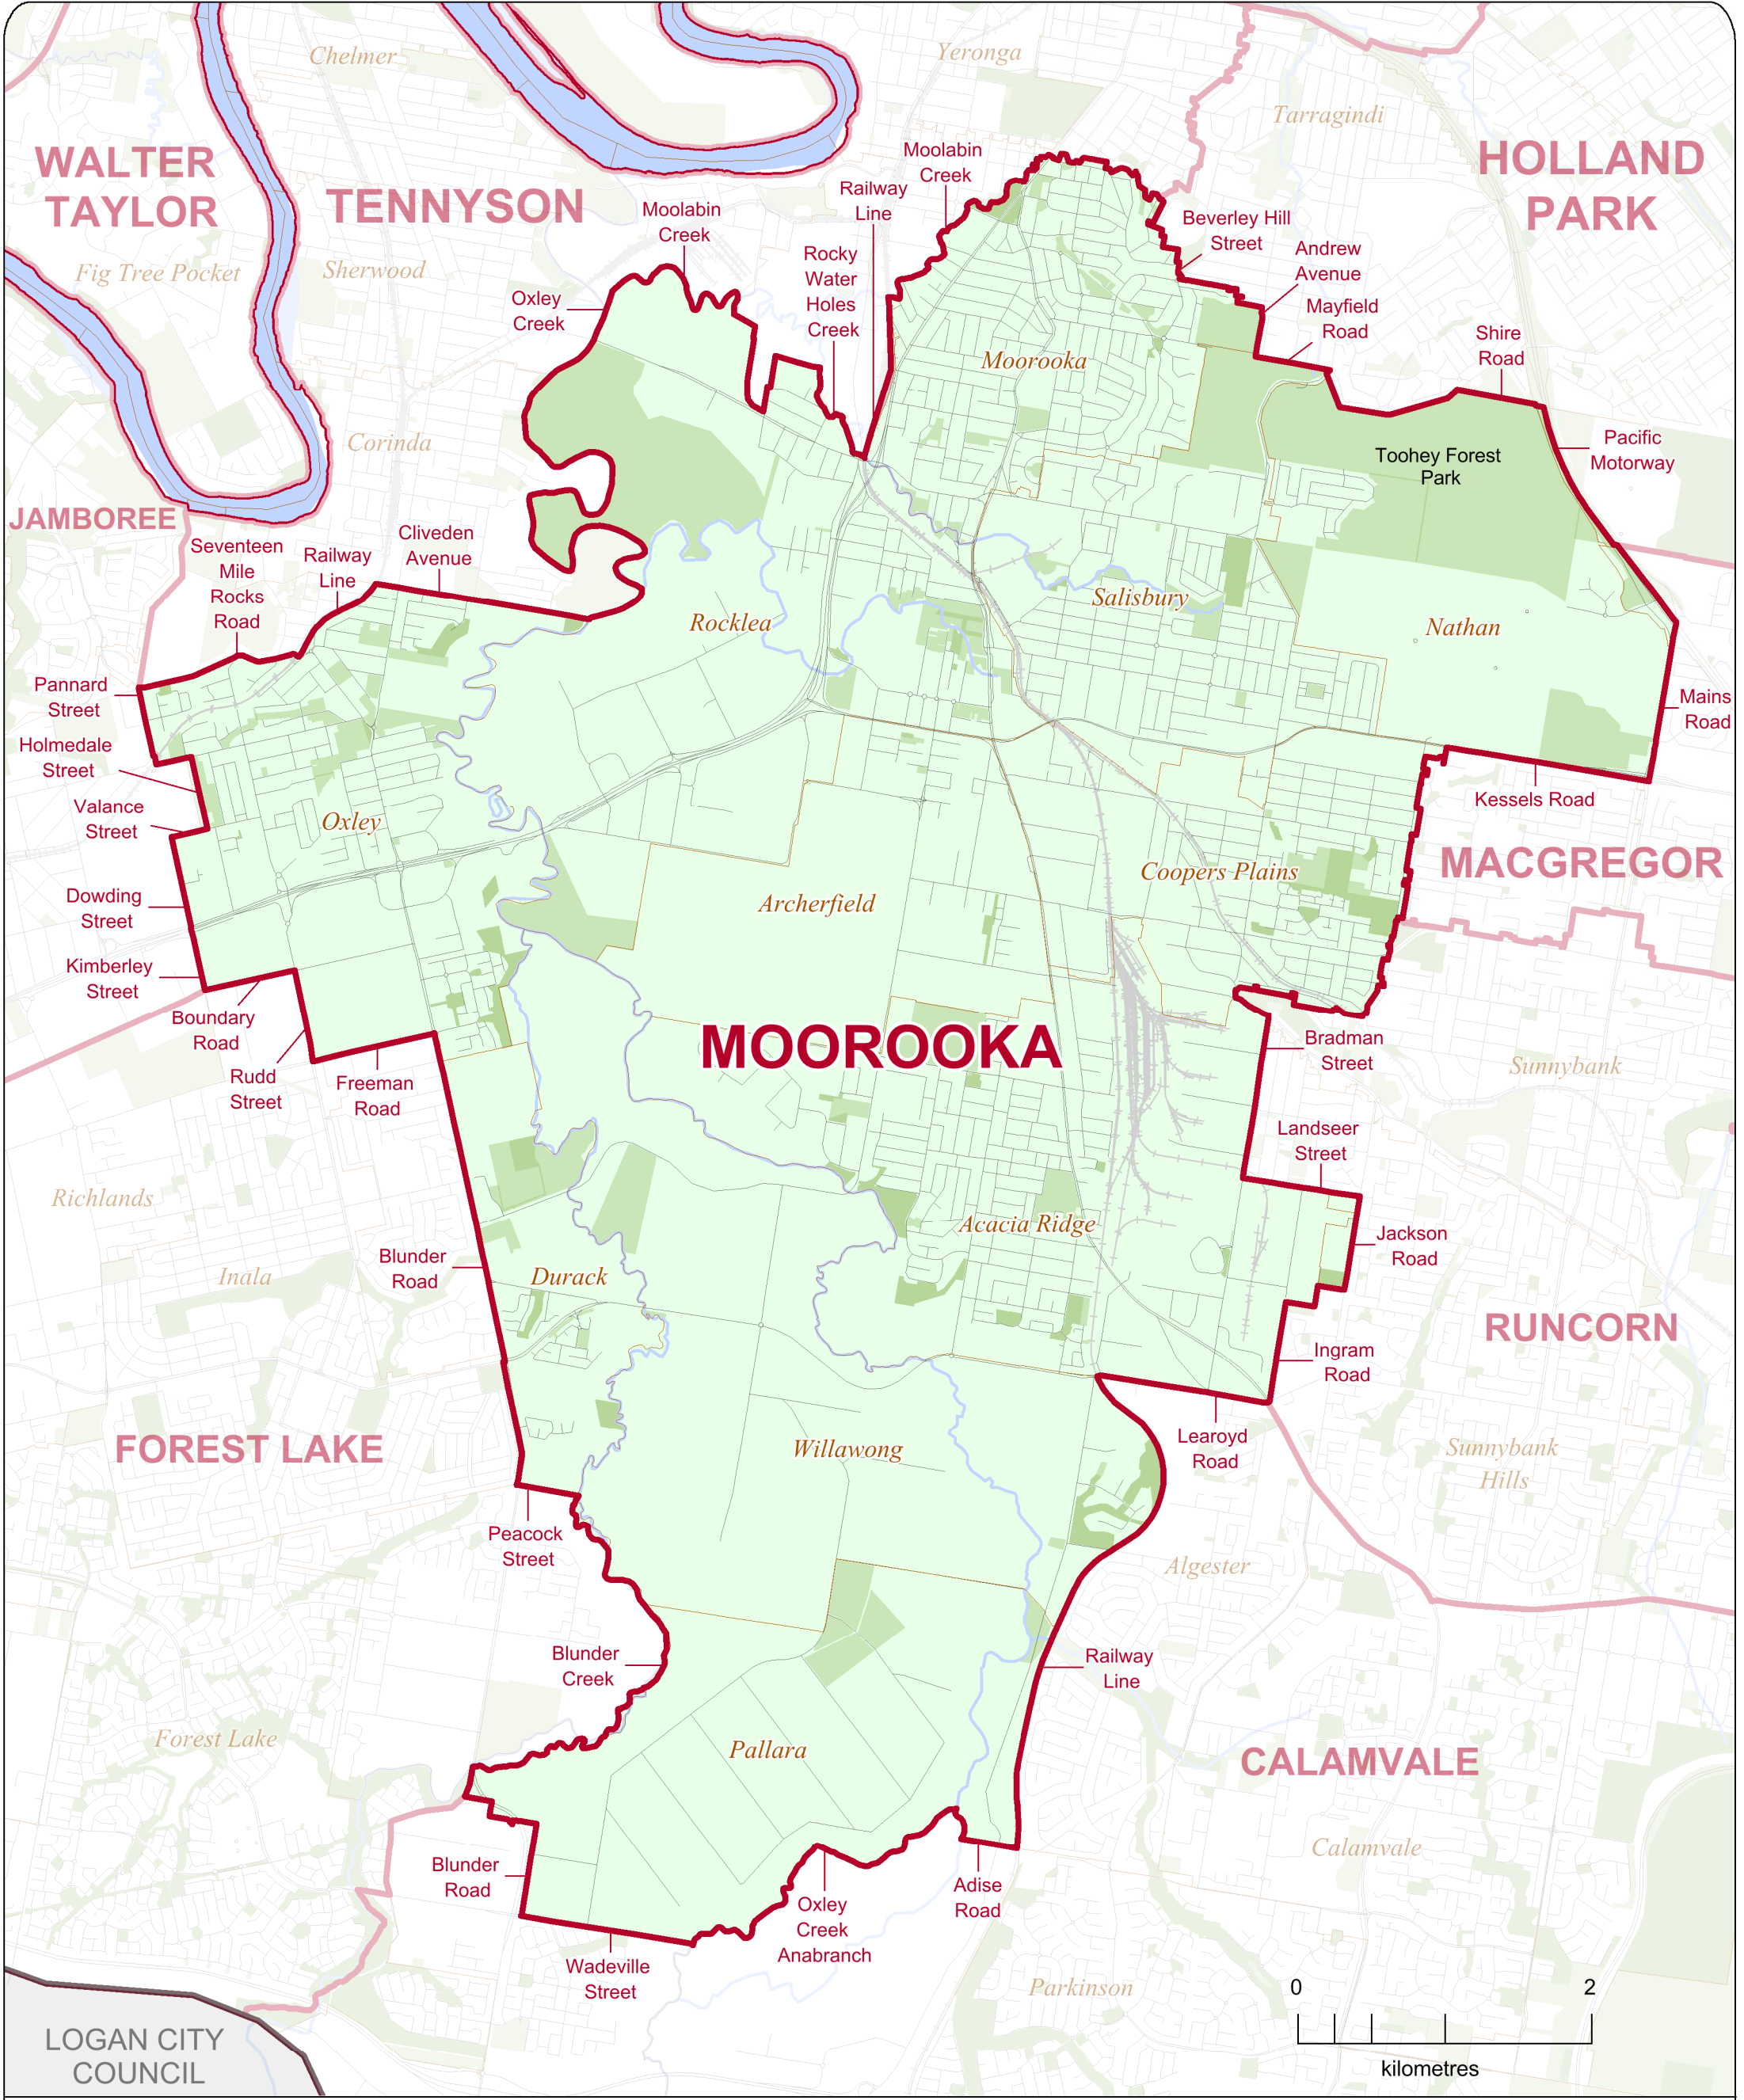 Chelmer
Yeronga
Tarragindi
WALTER
TAYLOR
TENNYSON
HOLLAND
PARK
Moolabin
Creek
Railway
Line
Moolabin
Creek
Rocky
Water
Holes
Creek
Beverley Hill
Street
Andrew
Avenue
Mayfield
Road
Shire
Road
Fig Tree Pocket
Sherwood
Oxley
Creek
Moorooka
Corinda
Toohey Forest
Park
Pacific
Motorway
JAMBOREE
Seventeen
Mile
Rocks
Road
Railway
Line
Cliveden
Avenue
Rocklea
Salisbury
Nathan
Pannard
Street
Mains
Road
Holmedale
Street
Valance
Street
Kessels Road
Oxley
MACGREGOR
Coopers Plains
Archerfield
Dowding
Street
Kimberley
Street
Boundary
Road
Rudd
Street
Freeman
Road
MOOROOKA
Bradman
Street
Sunnybank
Landseer
Street
Richlands
Acacia Ridge
Jackson
Road
Inala
Blunder
Road
Durack
RUNCORN
Ingram
Road
FOREST LAKE
Willawong
Learoyd
Road
Sunnybank
Hills
Peacock
Street
Algester
Blunder
Creek
Railway
Line
Forest Lake
Pallara
CALAMVALE
Calamvale
Blunder
Road
Adise
Road
Oxley
Creek
Anabranch
Wadeville
Street
Parkinson
0 2
kilometres
LOGAN CITY
COUNCIL